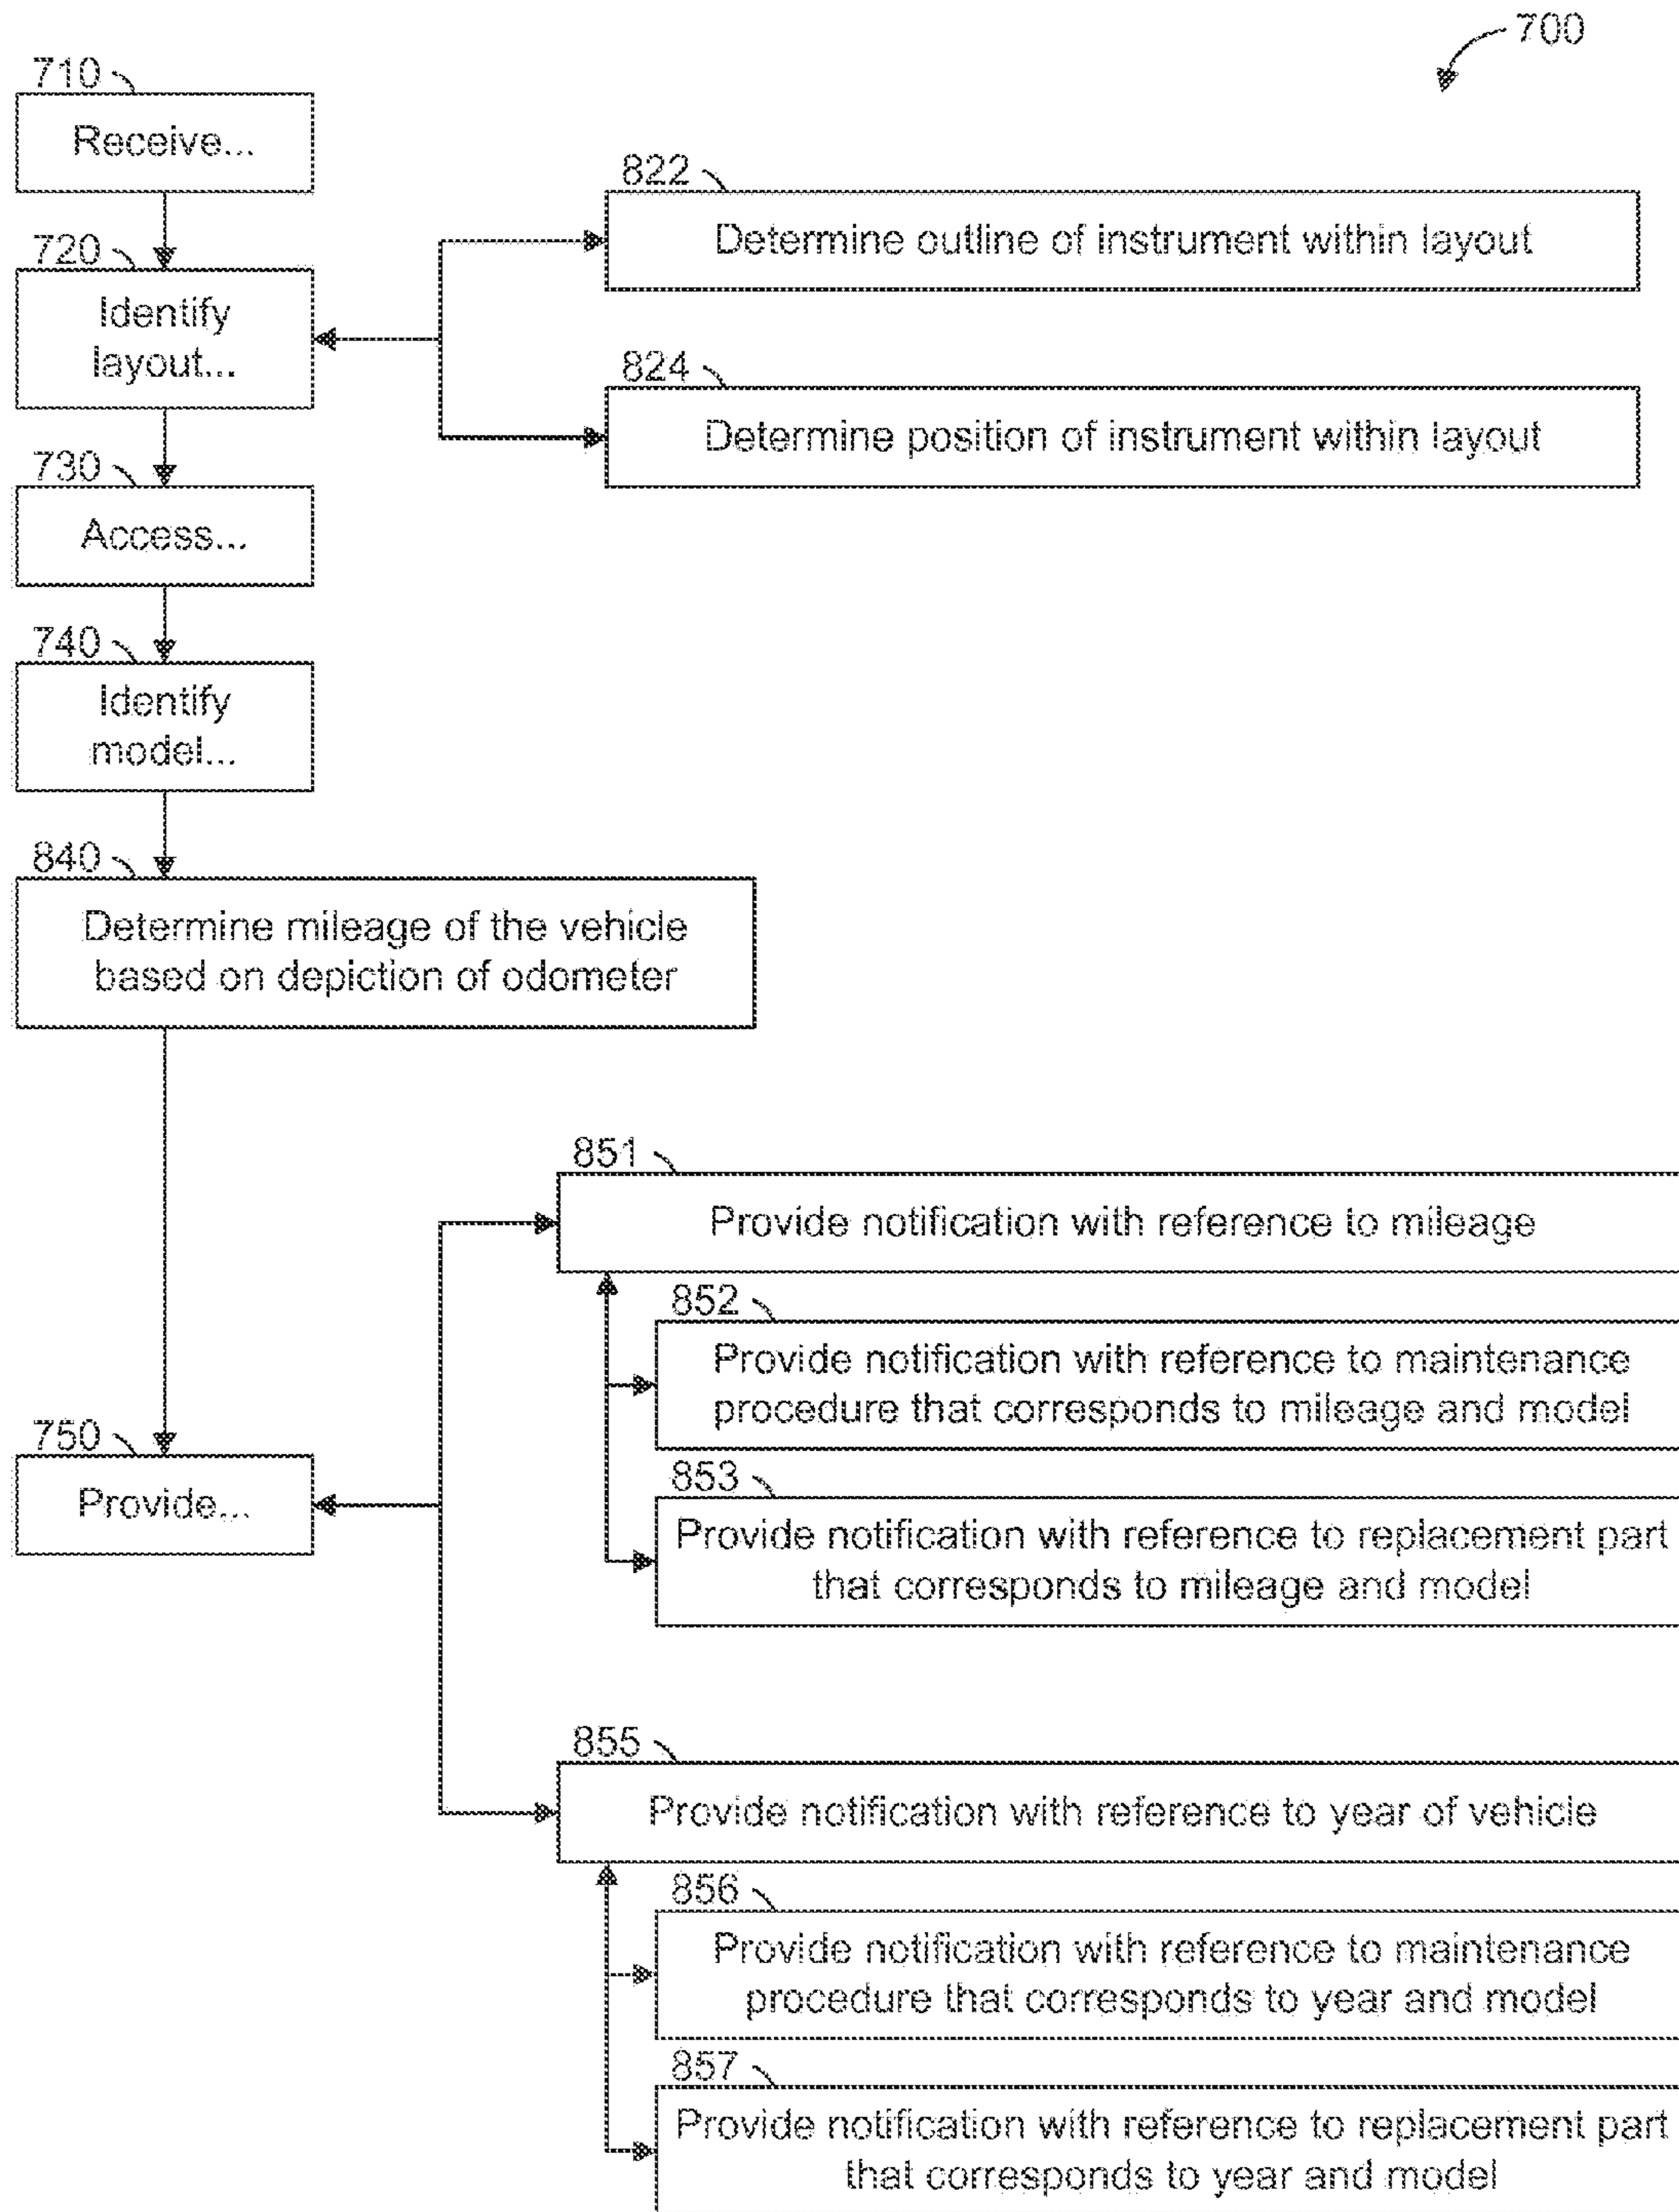 700
710
Receive...
720
Identify
layout...
822
Determine outline of instrument within layout
824
Determine position of instrument within layout
730
Access...
740
Identify
model...
840
Determine mileage of the vehicle
based on depiction of odometer
750
Provide...
851
Provide notification with reference to mileage
852
Provide notification with reference to maintenance
procedure that corresponds to mileage and model
853
Provide notification with reference to replacement part
that corresponds to mileage and model
855
Provide notification with reference to year of vehicle
856
Provide notification with reference to maintenance
procedure that corresponds to year and model
857
Provide notification with reference to replacement part
that corresponds to year and model